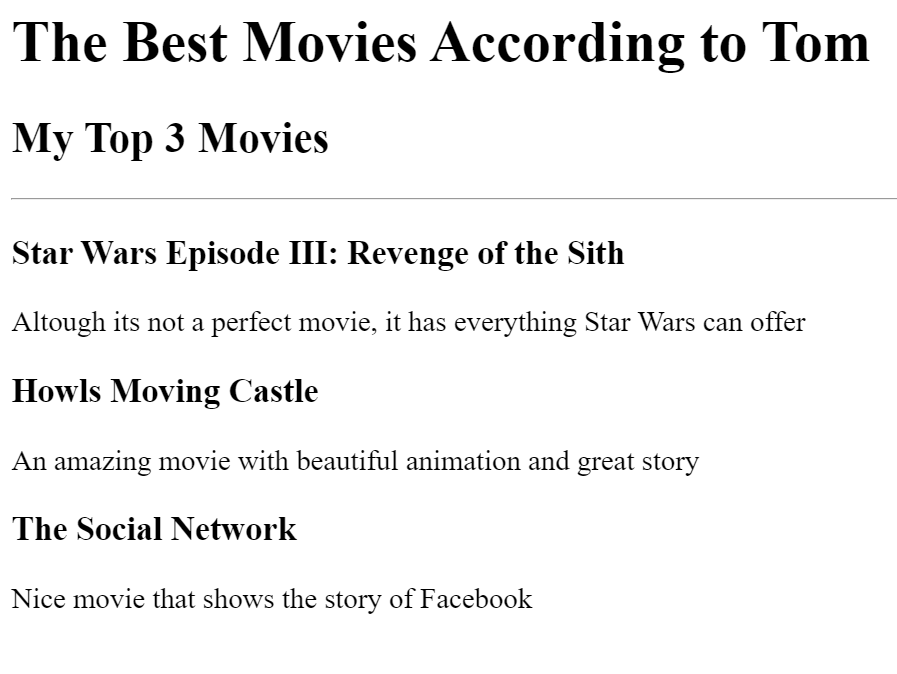 The Best Movies According to Tom
My Top 3 Movies
Star Wars Episode III: Revenge of the Sith
Altough its not a perfect movie, it has everything Star Wars can offer
Howls Moving Castle
An amazing movie with beautiful animation and great story
The Social Network
Nice movie that shows the story of Facebook